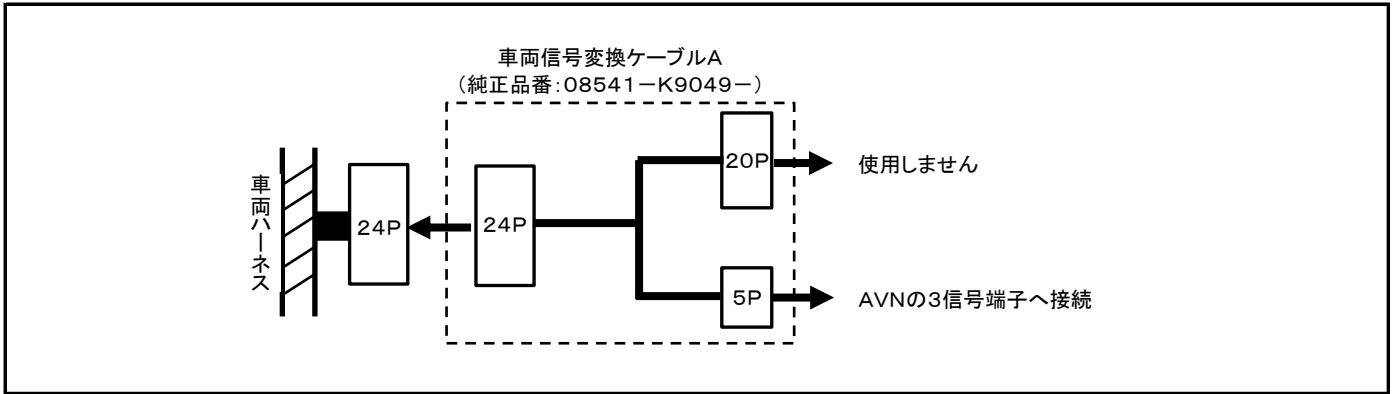 車両信号変換ケーブルA
（純正品番：08541－K9049－）
車両ハーネス
24P
24P
20P
使用しません
5P
AVNの3信号端子へ接続